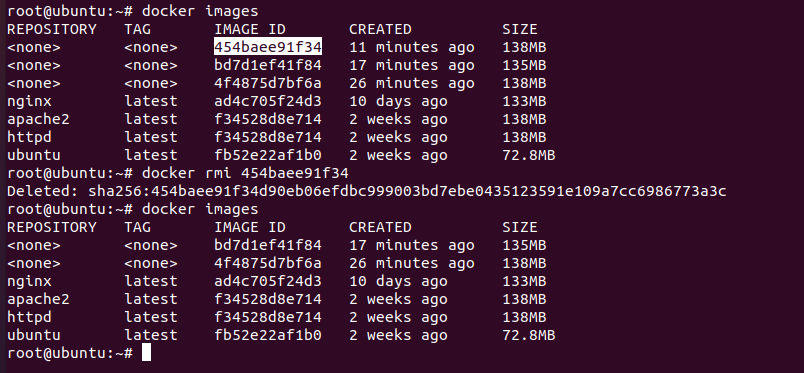 root@ubuntu:~# docker images
REPOSITORY   TAG       IMAGE ID       CREATED          SIZE
<none>       <none>    454baee91f34   11 minutes ago   138MB
<none>       <none>    bd7d1ef41f84   17 minutes ago   135MB
<none>       <none>    4f4875d7bf6a   26 minutes ago   138MB
nginx        latest    ad4c705f24d3   10 days ago      133MB
apache2      latest    f34528d8e714   2 weeks ago      138MB
httpd        latest    f34528d8e714   2 weeks ago      138MB
ubuntu       latest    fb52e22af1b0   2 weeks ago      72.8MB
root@ubuntu:~# docker rmi 454baee91f34
Deleted: sha256:454baee91f34d90eb06efdbc999003bd7ebe0435123591e109a7cc6986773a3c
root@ubuntu:~# docker images
REPOSITORY   TAG       IMAGE ID       CREATED          SIZE
<none>       <none>    bd7d1ef41f84   17 minutes ago   135MB
<none>       <none>    4f4875d7bf6a   26 minutes ago   138MB
nginx        latest    ad4c705f24d3   10 days ago      133MB
apache2      latest    f34528d8e714   2 weeks ago      138MB
httpd        latest    f34528d8e714   2 weeks ago      138MB
ubuntu       latest    fb52e22af1b0   2 weeks ago      72.8MB
root@ubuntu:~#